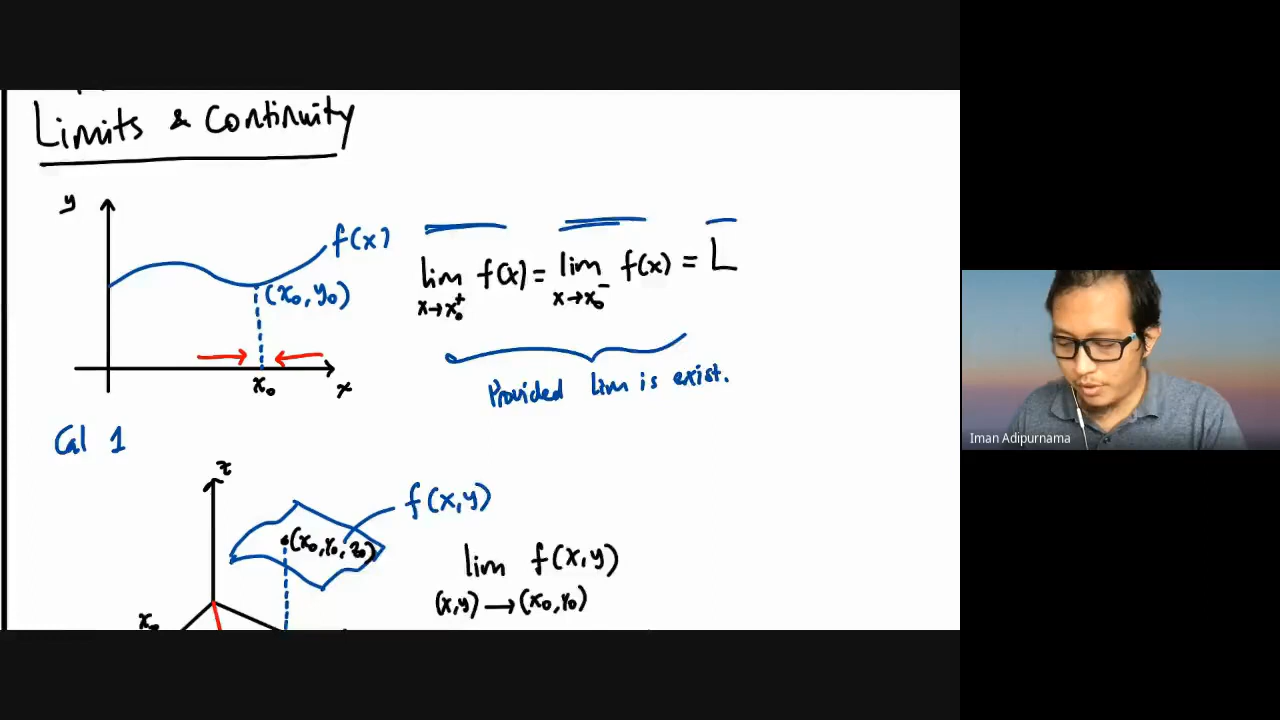 Limits & Continuity
y
f(x)
(x₀, y₀)
lim f(x) = lim f(x) = L
x→x₀⁺ x→x₀⁻
x₀
x
Provided lim is exist.
Cal 1
z
f(x,y)
(x₀, y₀, z₀)
lim f(x,y)
(x,y) → (x₀, y₀)
x₀
Iman Adipurnama